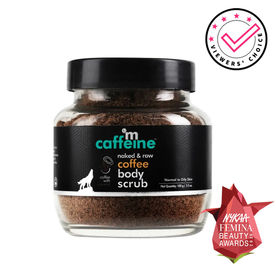 VIEWERS' CHOICE
m
caffeine
naked & raw
coffee
body
scrub
Normal to Oily Skin
NYKAA
FEMINA
BEAUTY
AWARDS